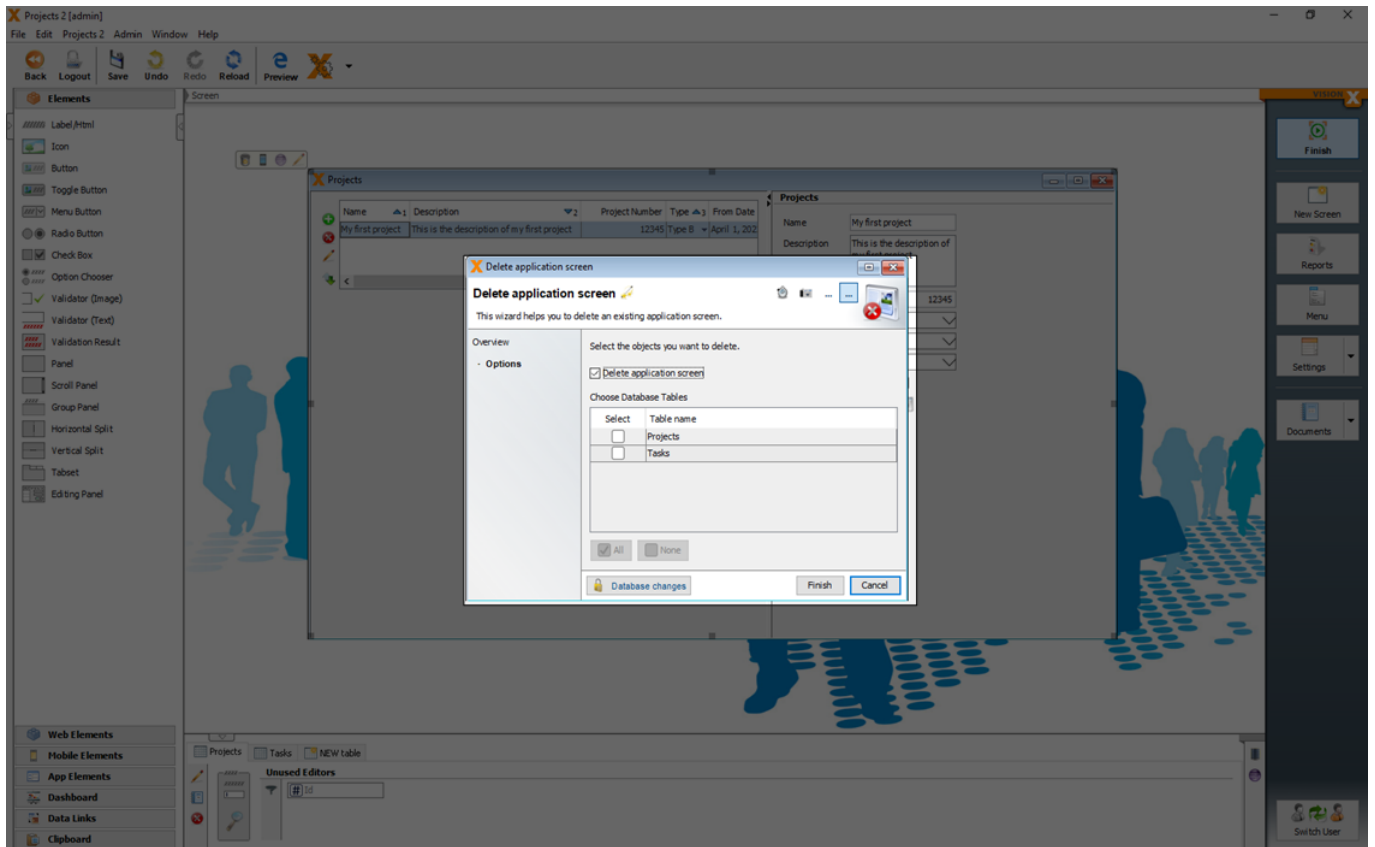 Projects 2 [admin]
File Edit Projects 2 Admin Window Help
Back Logout Save Undo Redo Reload Preview
Elements
Label/Html
Icon
Button
Toggle Button
Menu Button
Radio Button
Check Box
Option Chooser
Validator (Image)
Validator (Text)
Validation Result
Panel
Scroll Panel
Group Panel
Horizontal Split
Vertical Split
Tabset
Editing Panel
Web Elements
Mobile Elements
App Elements
Dashboard
Data Links
Clipboard
Screen
Projects
Name 1 Description 2 Project Number Type 3 From Date
My first project This is the description of my first project 12345 Type B April 1, 202
Projects
Name My first project
Description This is the description of
my first project
12345
Delete application screen
Delete application screen
This wizard helps you to delete an existing application screen.
Overview
- Options
Select the objects you want to delete.
Delete application screen
Choose Database Tables
Select Table name
Projects
Tasks
All None
Database changes Finish Cancel
Projects Tasks NEW table
Unused Editors
# Id
VISION X
Finish
New Screen
Reports
Menu
Settings
Documents
Switch User